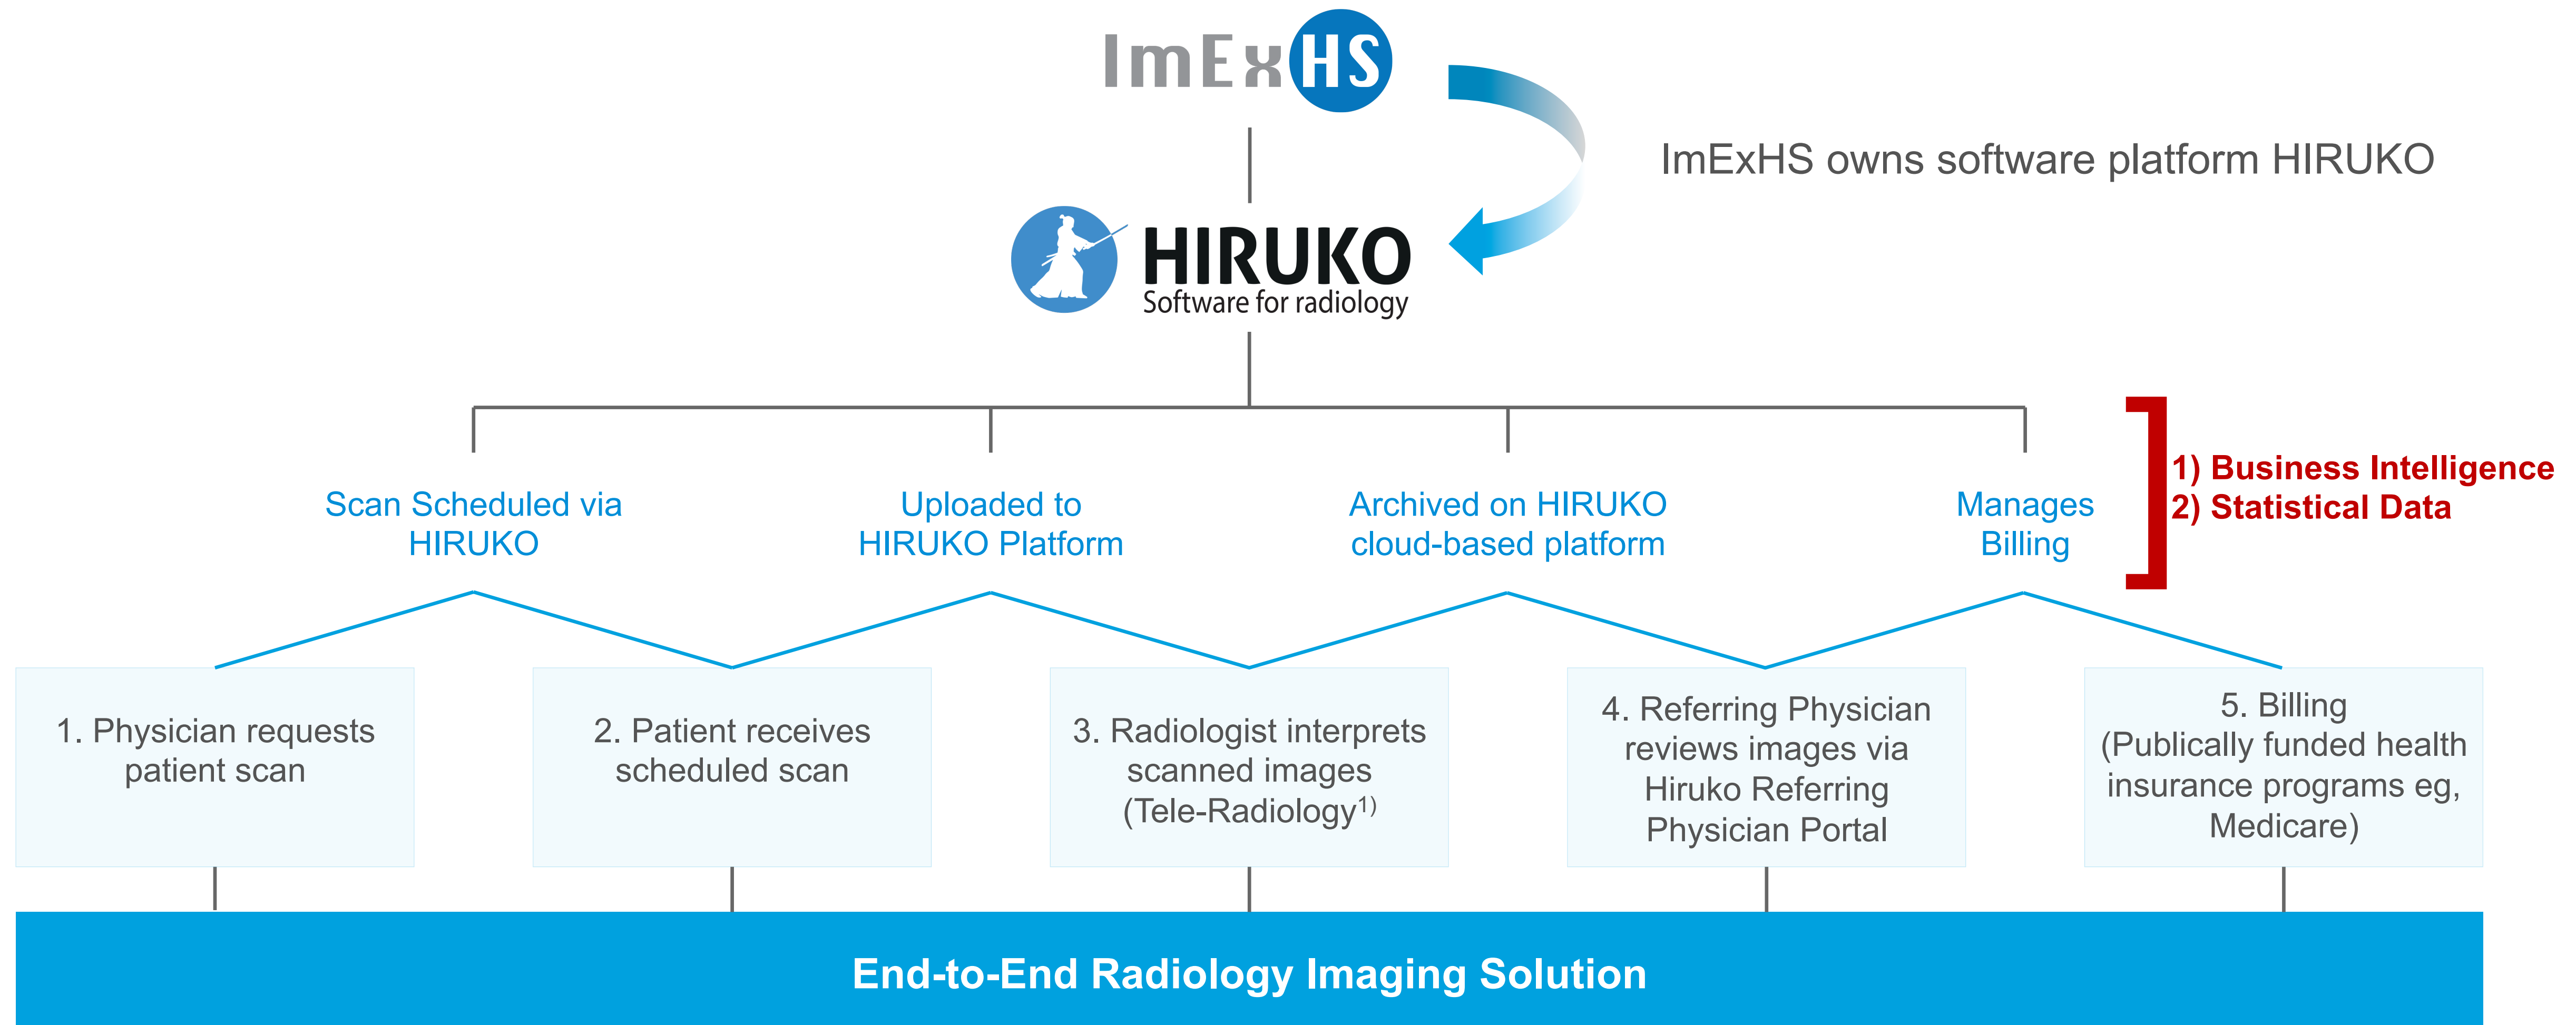 ImExHS
ImExHS owns software platform HIRUKO
HIRUKO
Software for radiology
Scan Scheduled via
HIRUKO
Uploaded to
HIRUKO Platform
Archived on HIRUKO
cloud-based platform
Manages
Billing
1) Business Intelligence
2) Statistical Data
1. Physician requests
patient scan
2. Patient receives
scheduled scan
3. Radiologist interprets
scanned images
(Tele-Radiology1)
4. Referring Physician
reviews images via
Hiruko Referring
Physician Portal
5. Billing
(Publically funded health
insurance programs eg,
Medicare)
End-to-End Radiology Imaging Solution